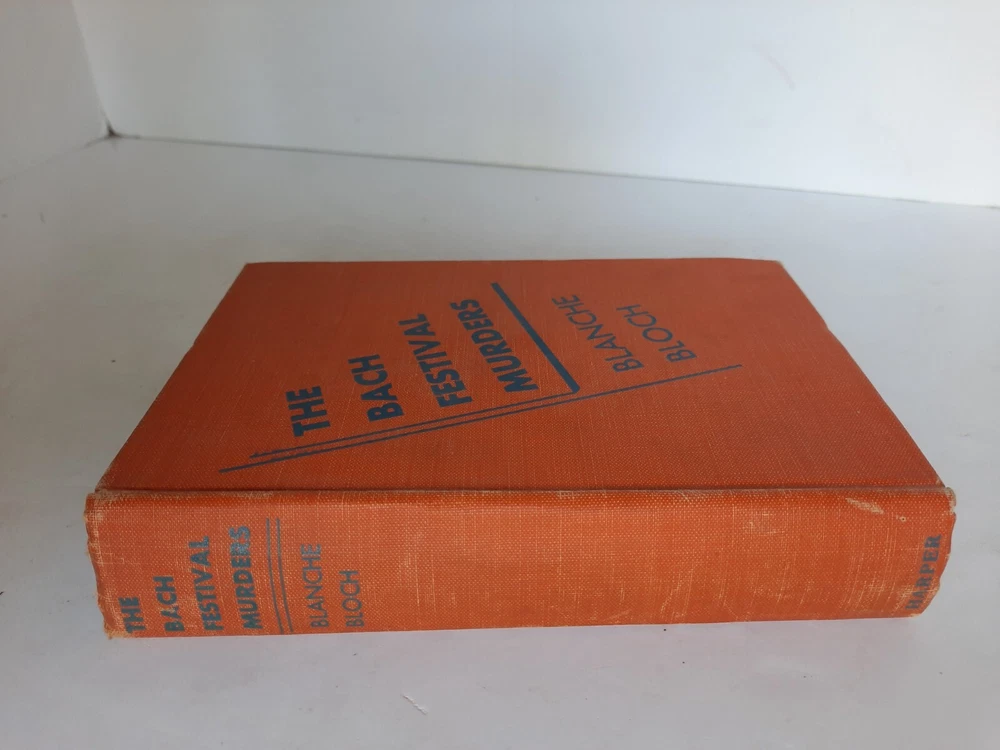 THE
BACH
FESTIVAL
MURDERS
BLANCHE
BLOCH
THE
BACH
FESTIVAL
MURDERS
BLANCHE
BLOCH
HARPER